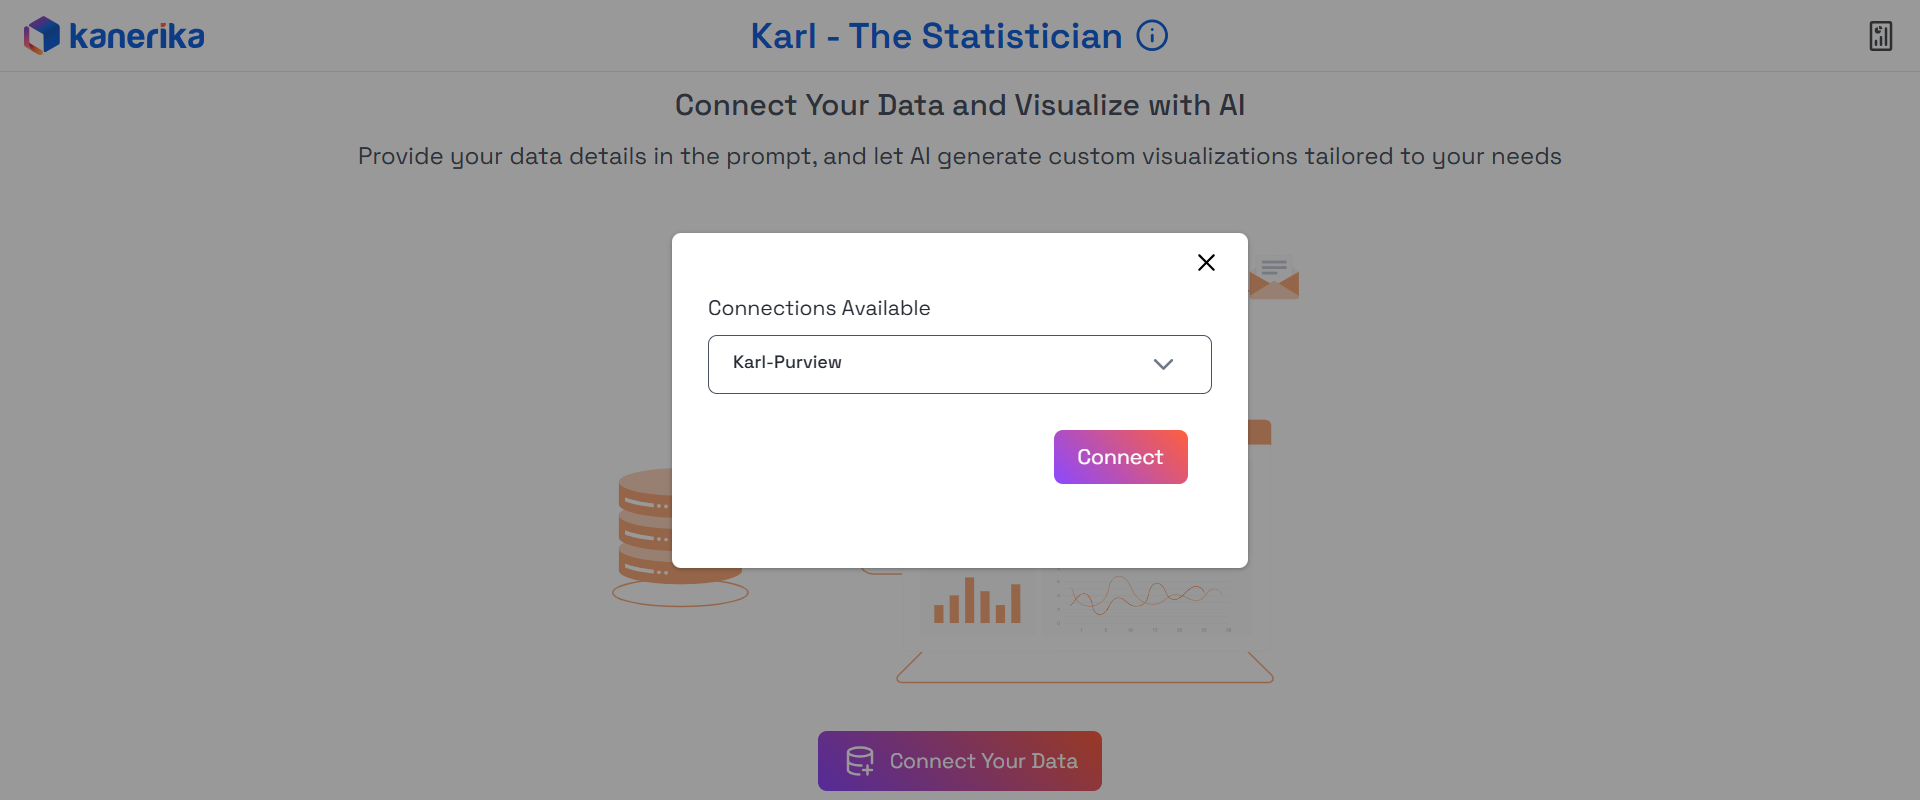 kanerika
Karl - The Statistician
Connect Your Data and Visualize with AI
Provide your data details in the prompt, and let AI generate custom visualizations tailored to your needs
Connections Available
Karl-Purview
Connect
Connect Your Data